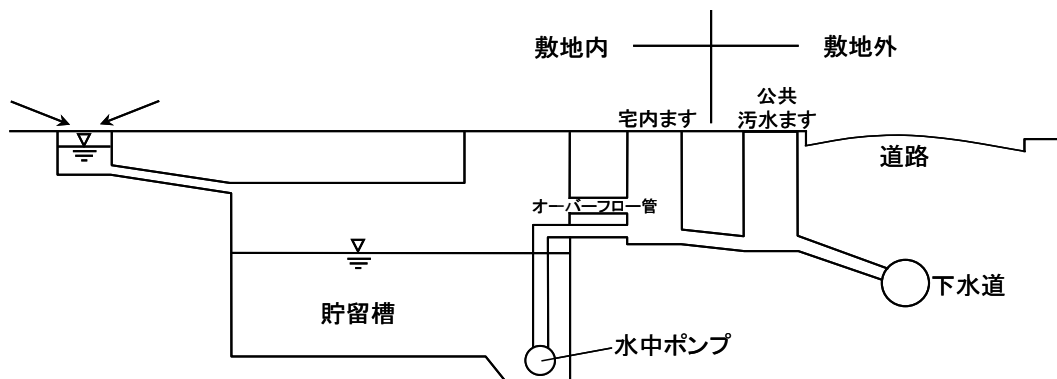 敷地内
敷地外
公共
汚水ます
宅内ます
道路
オーバーフロー管
下水道
貯留槽
水中ポンプ